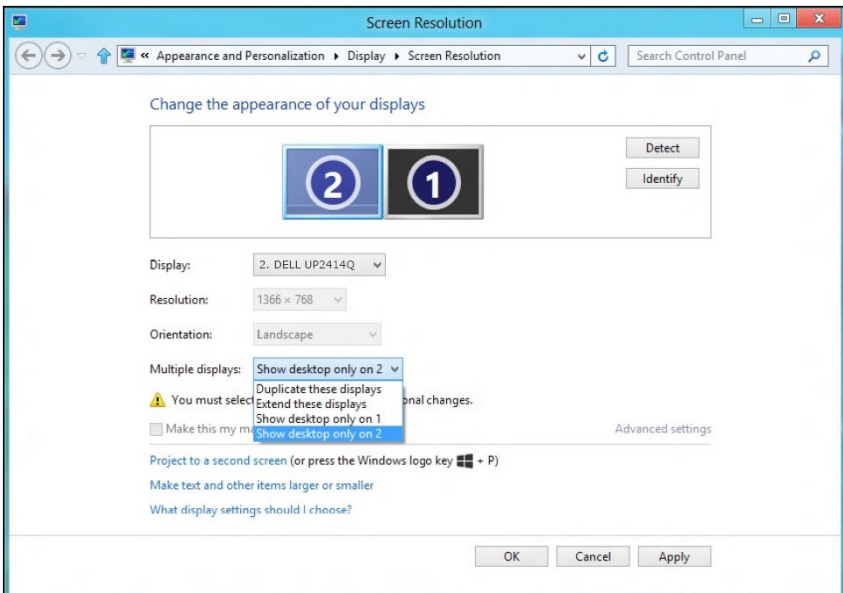 Screen Resolution
« Appearance and Personalization Display Screen Resolution Search Control Panel
Change the appearance of your displays
2 1
Detect
Identify
Display: 2. DELL UP2414Q
Resolution: 1366 × 768
Orientation: Landscape
Multiple displays: Show desktop only on 2
Duplicate these displays
You must select onal changes.
Extend these displays
Show desktop only on 1
Make this my ma Advanced settings
Show desktop only on 2
Project to a second screen (or press the Windows logo key + P)
Make text and other items larger or smaller
What display settings should I choose?
OK Cancel Apply